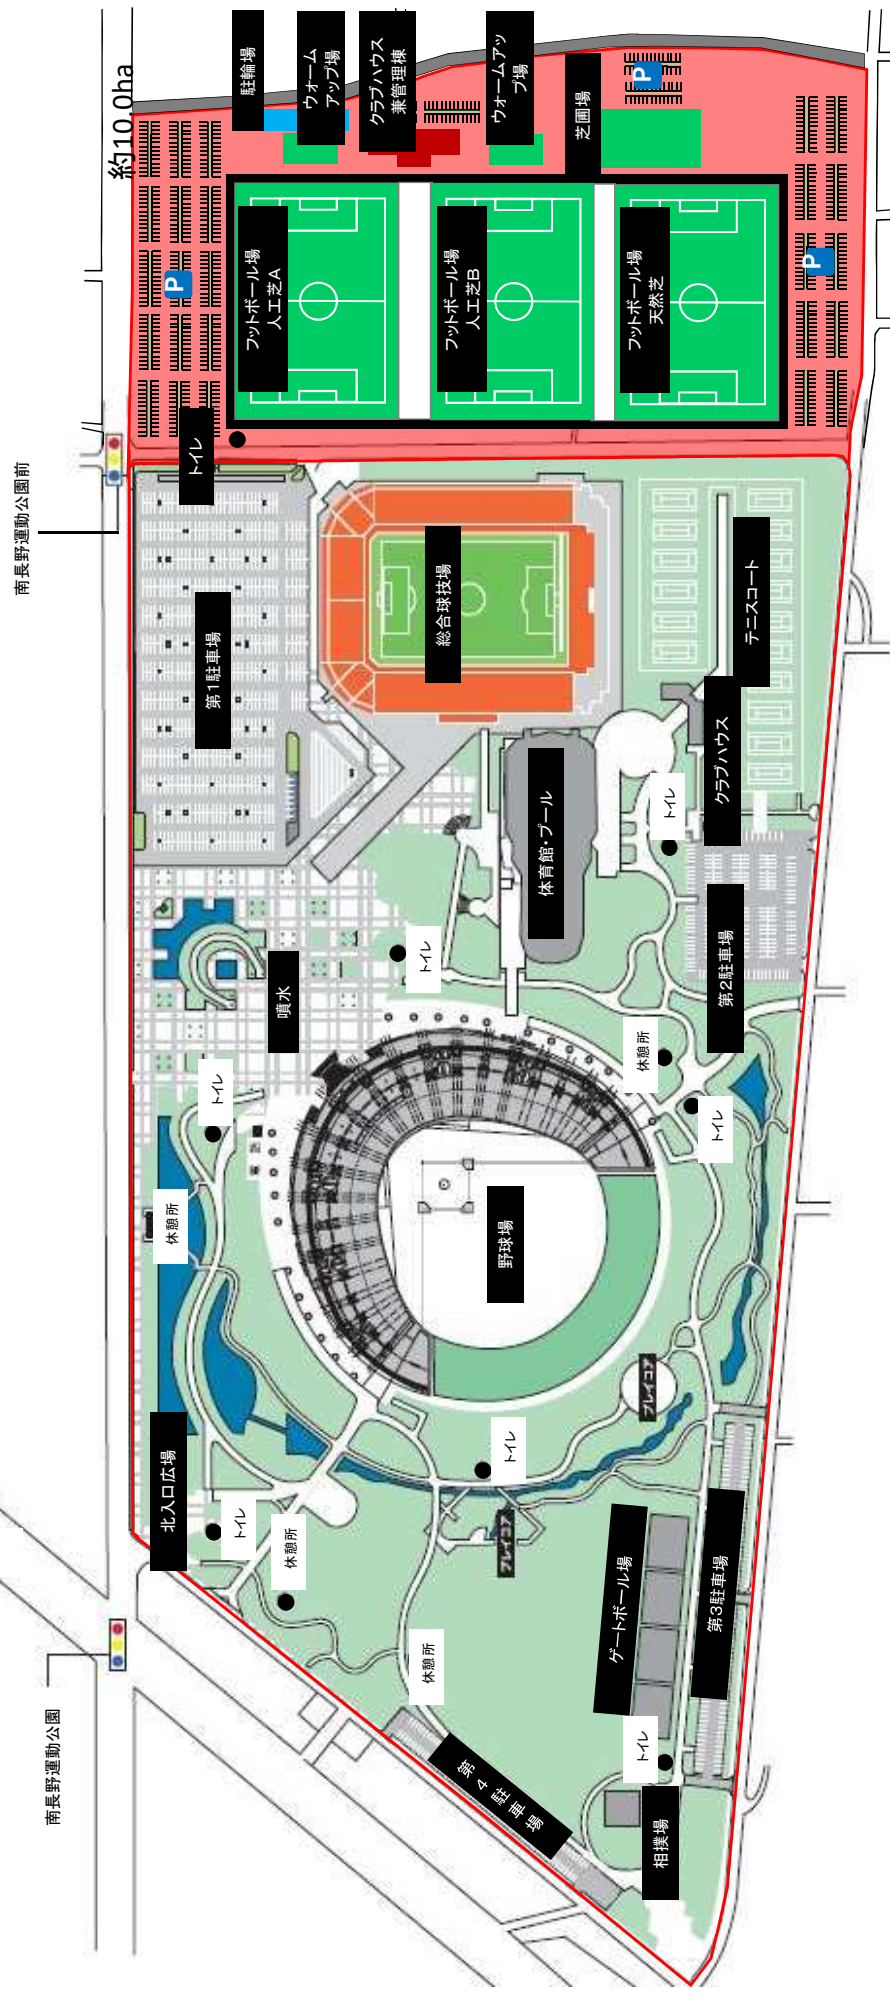 約10.0ha
駐輪場
ウォーム
アップ場
クラブハウス
兼管理棟
ウォームアッ
プ場
芝圃場
P
P
P
フットボール場
人工芝A
フットボール場
人工芝B
フットボール場
天然芝
トイレ
南長野運動公園前
第1駐車場
総合球技場
テニスコート
クラブハウス
体育館・プール
トイレ
第2駐車場
トイレ
噴水
休憩所
トイレ
トイレ
休憩所
野球場
プレイコア
トイレ
北入口広場
トイレ
休憩所
プレイコア
ゲートボール場
第3駐車場
休憩所
南長野運動公園
トイレ
第4駐車場
相撲場